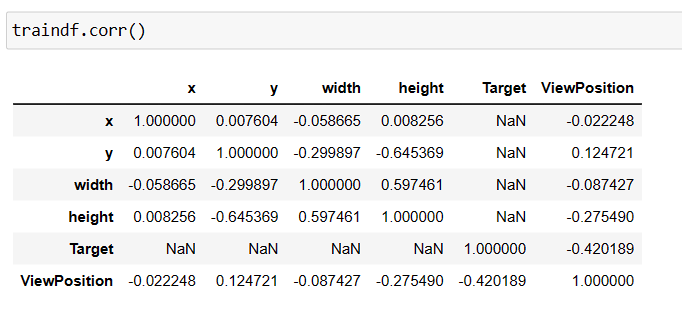 traindf.corr()
x y width height Target ViewPosition
x 1.000000 0.007604 -0.058665 0.008256 NaN -0.022248
y 0.007604 1.000000 -0.299897 -0.645369 NaN 0.124721
width -0.058665 -0.299897 1.000000 0.597461 NaN -0.087427
height 0.008256 -0.645369 0.597461 1.000000 NaN -0.275490
Target NaN NaN NaN NaN 1.000000 -0.420189
ViewPosition -0.022248 0.124721 -0.087427 -0.275490 -0.420189 1.000000